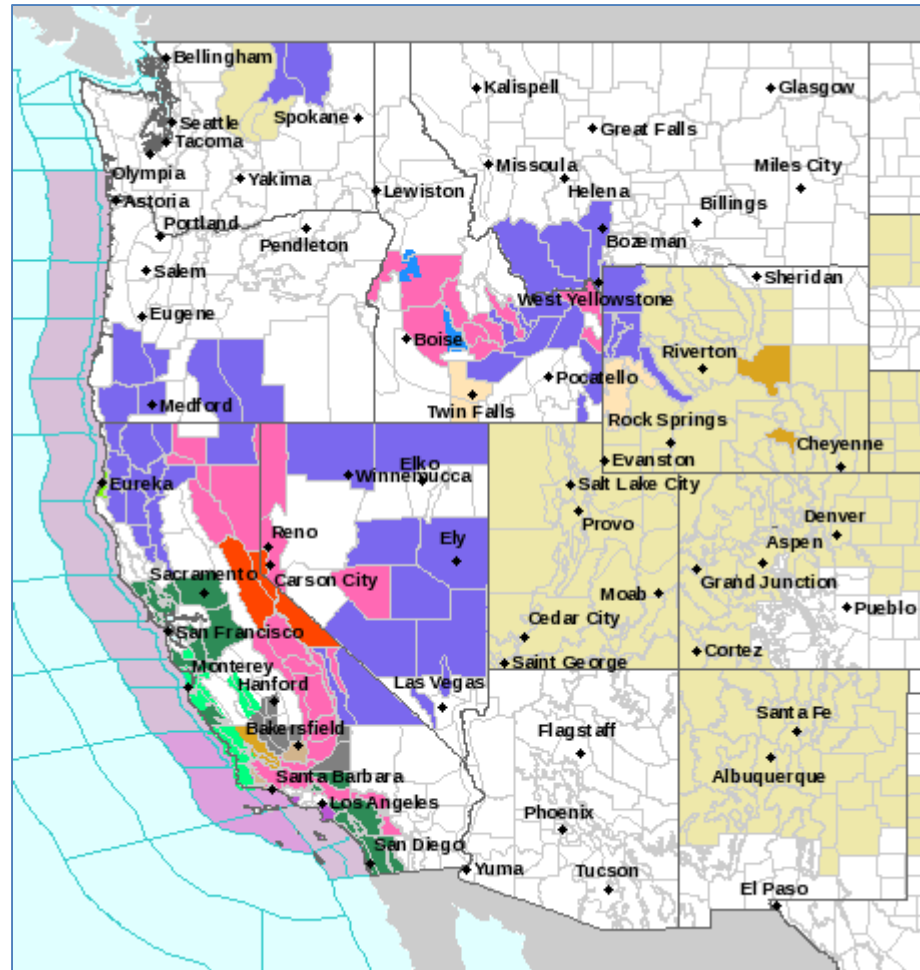 Bellingham
Kalispell
Glasgow
Seattle
Spokane
Great Falls
Tacoma
Olympia
Missoula
Miles City
Yakima
Helena
Lewiston
Astoria
Billings
Portland
Pendleton
Bozeman
Salem
Sheridan
West Yellowstone
Eugene
Boise
Riverton
Pocatello
Medford
Twin Falls
Rock Springs
Cheyenne
Elko
Evanston
Winnemucca
Eureka
Salt Lake City
Provo
Denver
Reno
Ely
Aspen
Sacramento
Carson City
Grand Junction
Moab
Pueblo
Cedar City
San Francisco
Cortez
Saint George
Monterey
Las Vegas
Hanford
Santa Fe
Bakersfield
Flagstaff
Albuquerque
Santa Barbara
Los Angeles
Phoenix
San Diego
Yuma
Tucson
El Paso